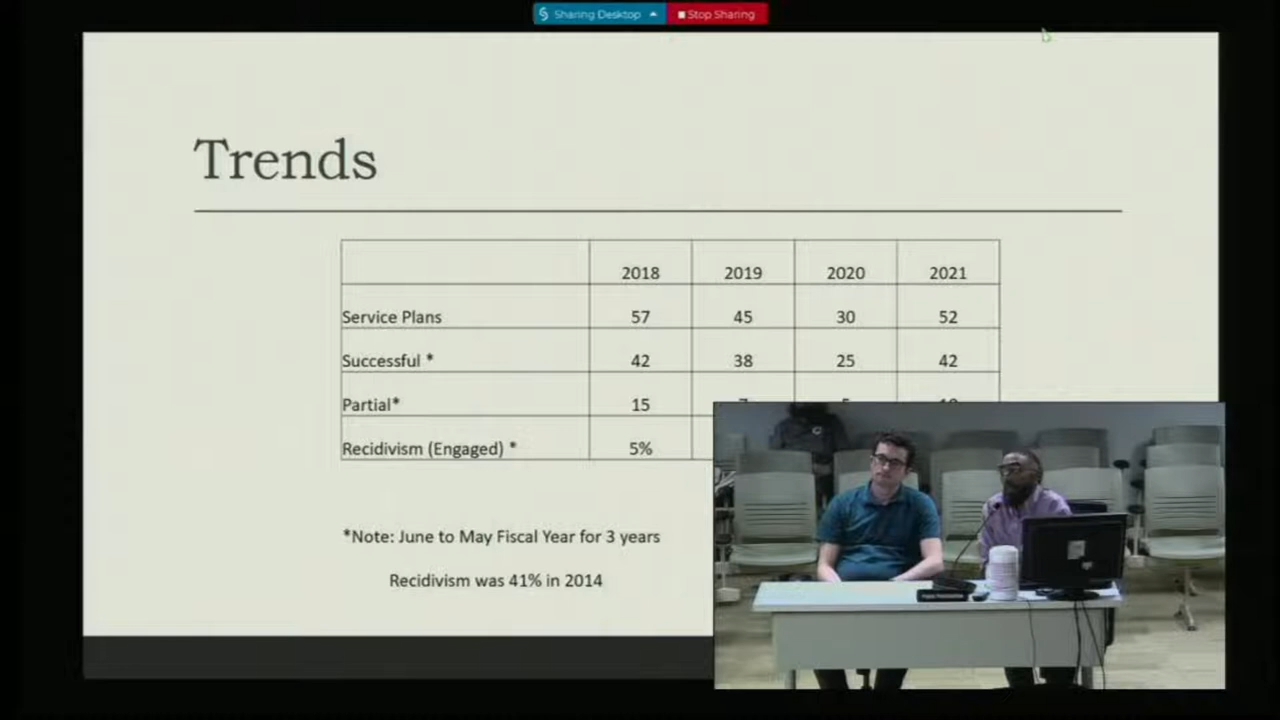 Sharing Desktop
Stop Sharing
Trends
2018 2019 2020 2021
Service Plans 57 45 30 52
Successful * 42 38 25 42
Partial* 15
Recidivism (Engaged) * 5%
*Note: June to May Fiscal Year for 3 years
Recidivism was 41% in 2014